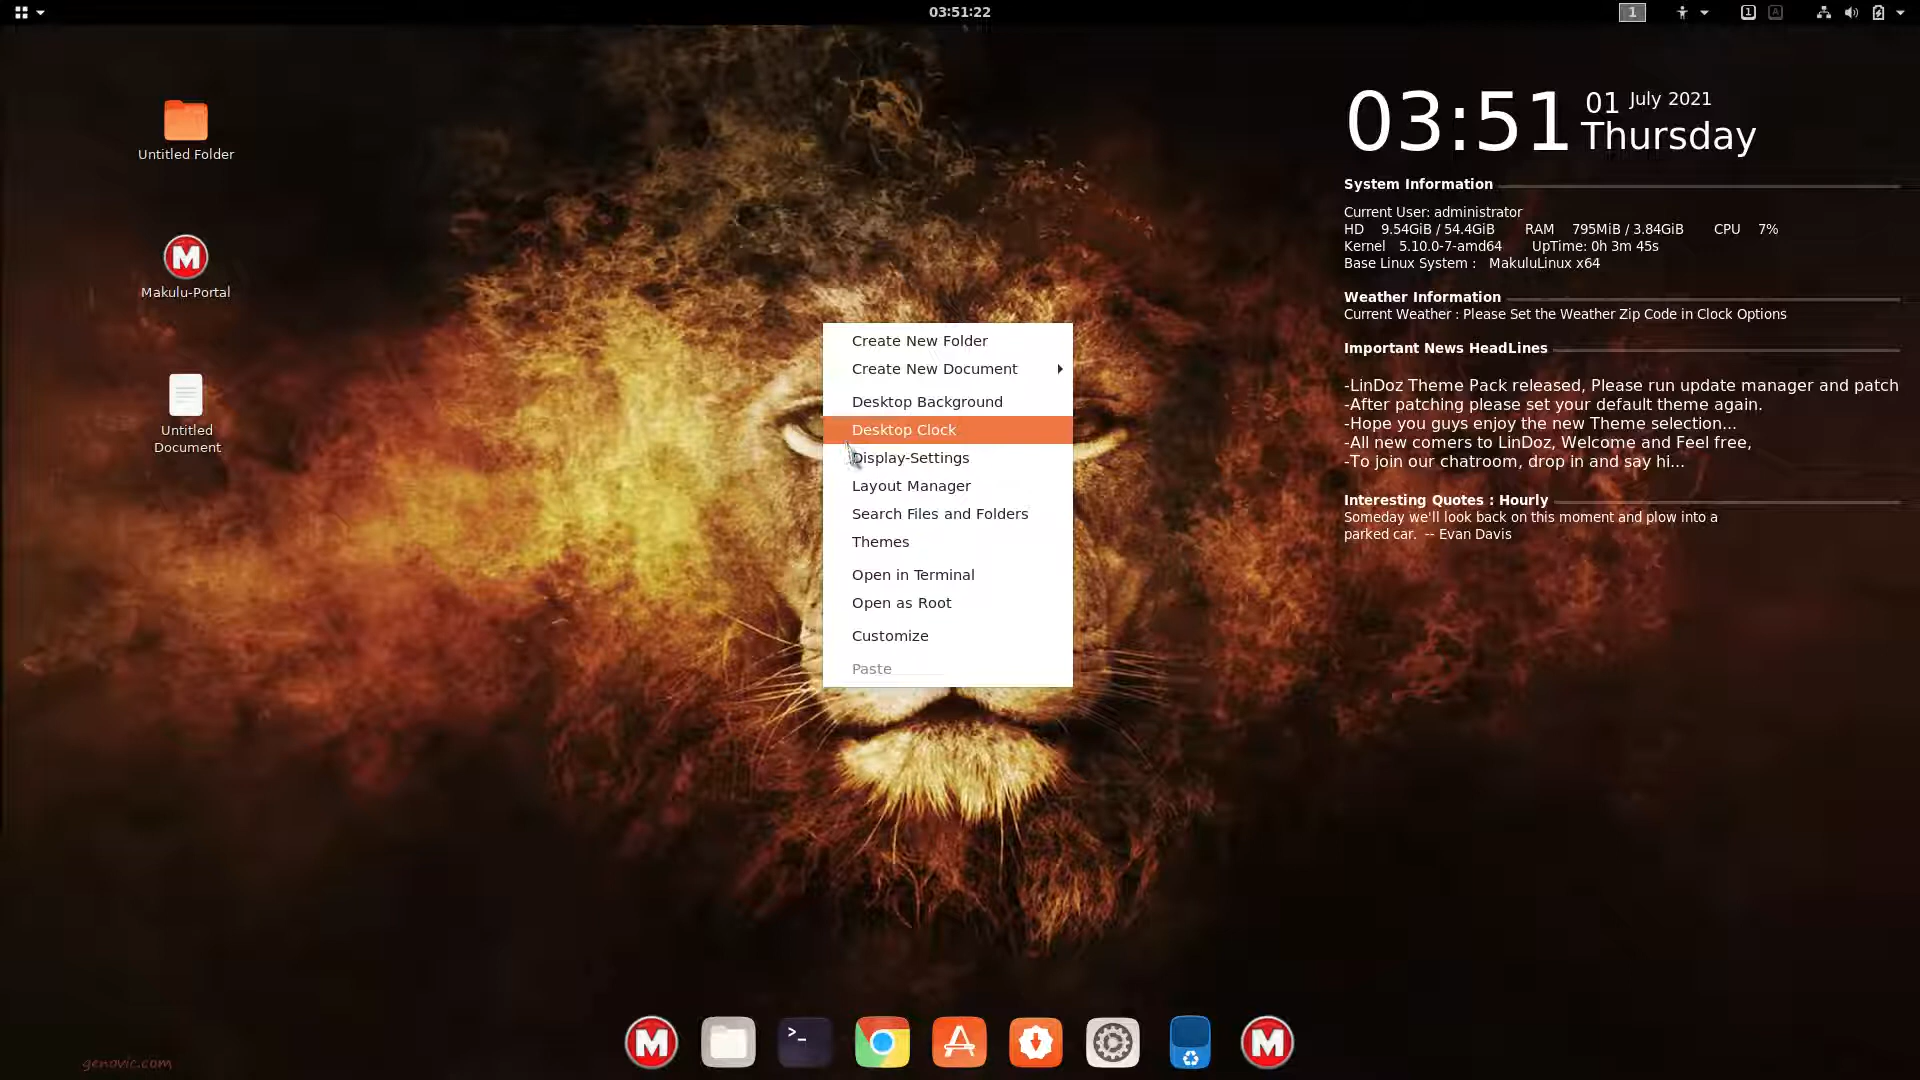 03:51:22
1
1
A
Untitled Folder
M
Makulu-Portal
Untitled
Document
Create New Folder
Create New Document
Desktop Background
Desktop Clock
Display-Settings
Layout Manager
Search Files and Folders
Themes
Open in Terminal
Open as Root
Customize
Paste
03:51 01 July 2021
Thursday
System Information
Current User: administrator
HD 9.54GiB / 54.4GiB RAM 795MiB / 3.84GiB CPU 7%
Kernel 5.10.0-7-amd64 UpTime: 0h 3m 45s
Base Linux System : MakuluLinux x64
Weather Information
Current Weather : Please Set the Weather Zip Code in Clock Options
Important News HeadLines
-LinDoz Theme Pack released, Please run update manager and patch
-After patching please set your default theme again.
-Hope you guys enjoy the new Theme selection...
-All new comers to LinDoz, Welcome and Feel free,
-To join our chatroom, drop in and say hi...
Interesting Quotes : Hourly
Someday we'll look back on this moment and plow into a
parked car. -- Evan Davis
M
>_
M
genovic.com